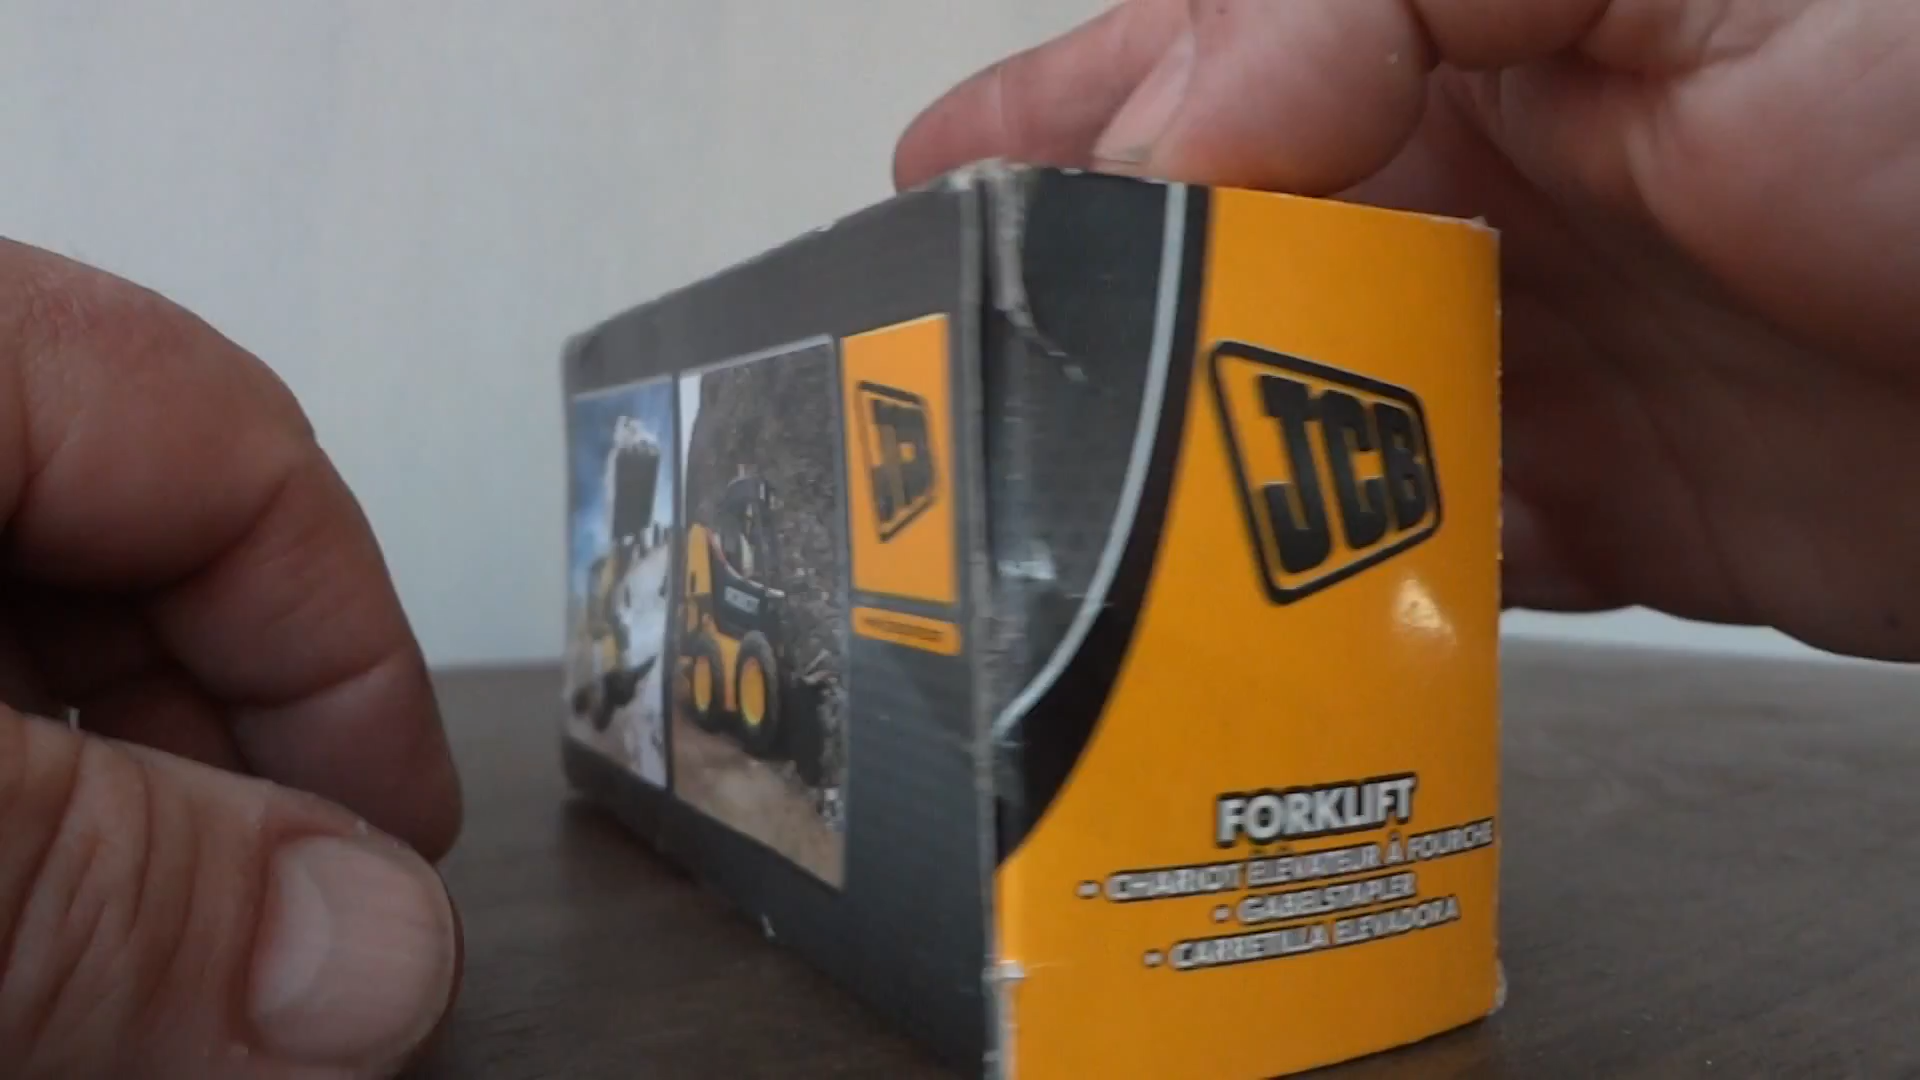 JCB
JCB
FORKLIFT
• CHARIOT ÉLÉVATEUR À FOURCHE
• GABELSTAPLER
• CARRETILLA ELEVADORA